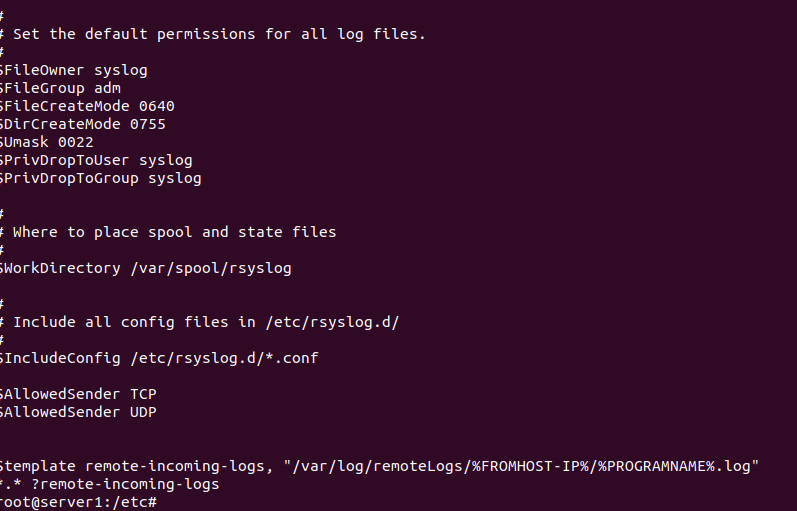 #
# Set the default permissions for all log files.
#
$FileOwner syslog
$FileGroup adm
$FileCreateMode 0640
$DirCreateMode 0755
$Umask 0022
$PrivDropToUser syslog
$PrivDropToGroup syslog
#
# Where to place spool and state files
#
$WorkDirectory /var/spool/rsyslog
#
# Include all config files in /etc/rsyslog.d/
#
$IncludeConfig /etc/rsyslog.d/*.conf
$AllowedSender TCP
$AllowedSender UDP
$template remote-incoming-logs, "/var/log/remoteLogs/%FROMHOST-IP%/%PROGRAMNAME%.log"
*.* ?remote-incoming-logs
root@server1:/etc#